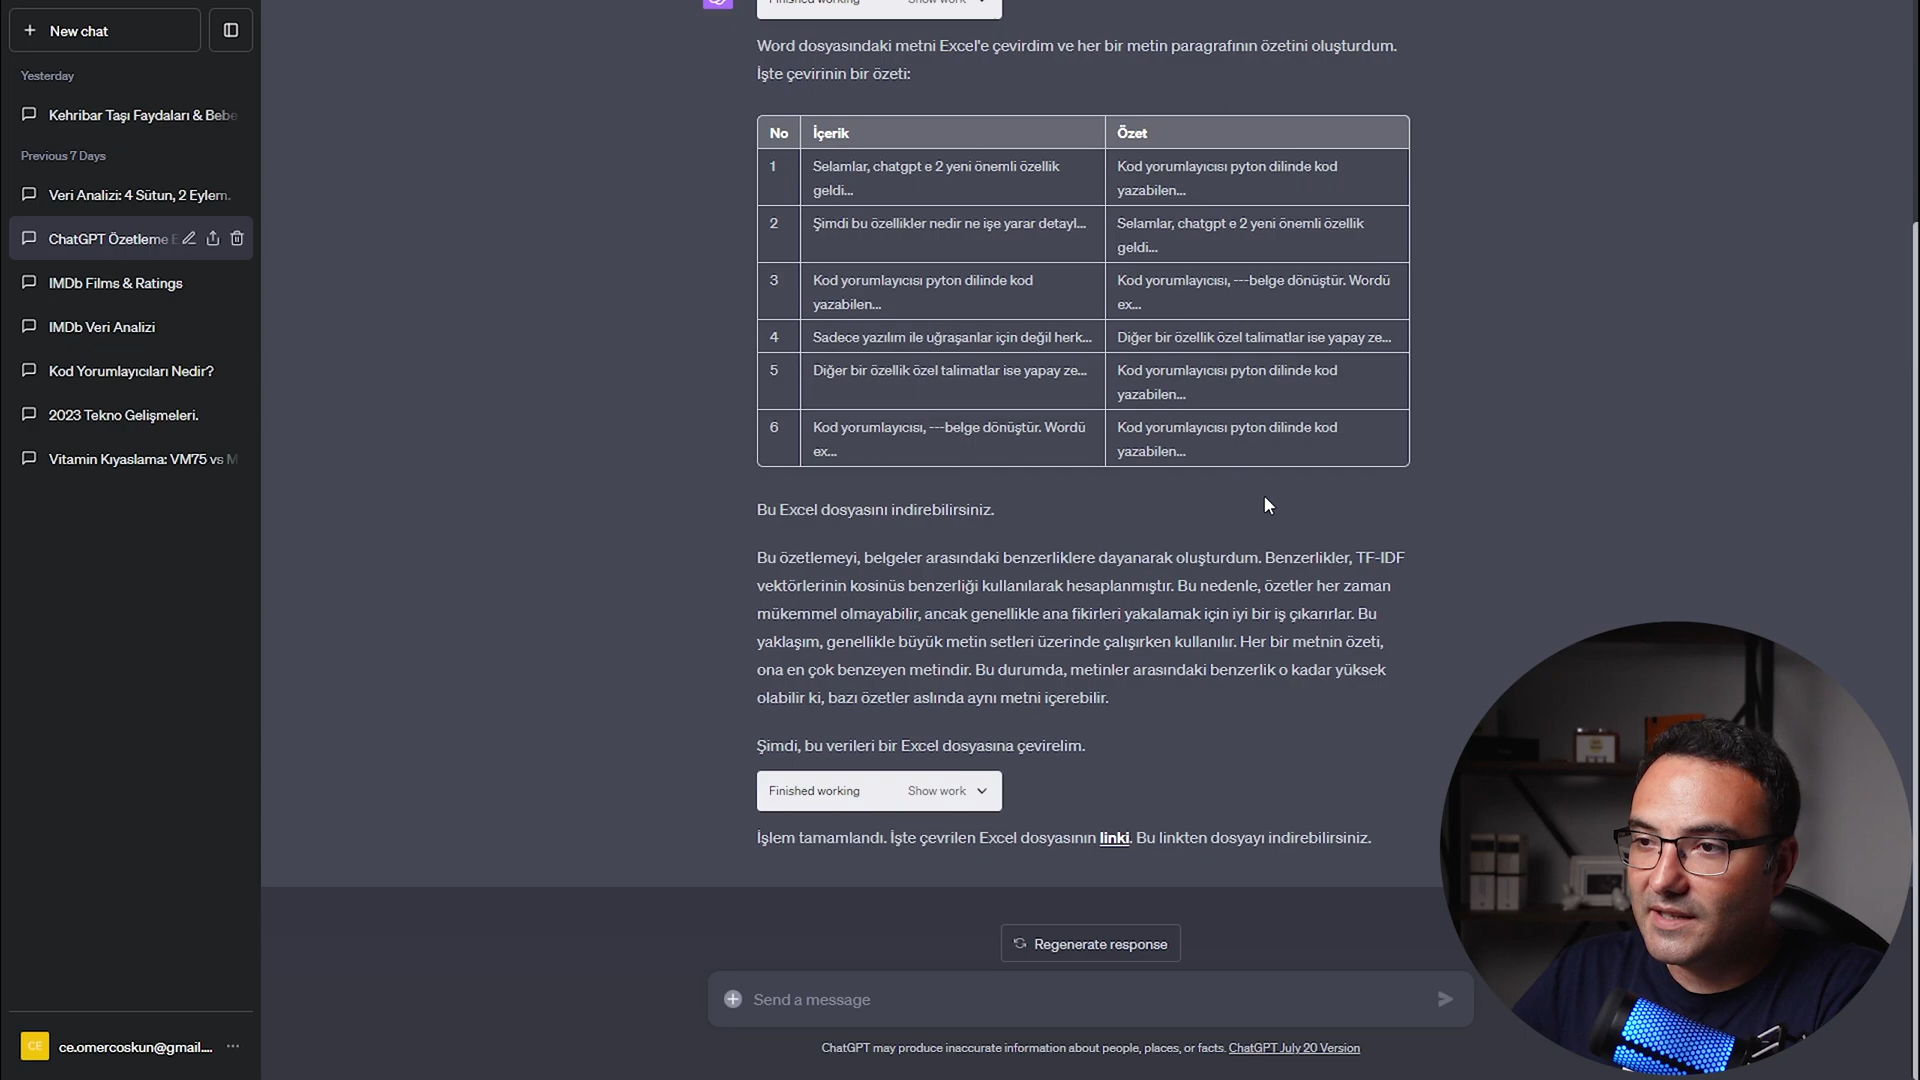 New chat
Yesterday
Kehribar Taşı Faydaları & Bebe
Previous 7 Days
Veri Analizi: 4 Sütun, 2 Eylem.
ChatGPT Özetleme E
IMDb Films & Ratings
IMDb Veri Analizi
Kod Yorumlayıcıları Nedir?
2023 Tekno Gelişmeleri.
Vitamin Kıyaslama: VM75 vs M
CE
ce.omercoskun@gmail....
Finished working Show work
Word dosyasındaki metni Excel'e çevirdim ve her bir metin paragrafının özetini oluşturdum.
İşte çevirinin bir özeti:
No İçerik Özet
1 Selamlar, chatgpt e 2 yeni önemli özellik geldi... Kod yorumlayıcısı pyton dilinde kod yazabilen...
2 Şimdi bu özellikler nedir ne işe yarar detayl... Selamlar, chatgpt e 2 yeni önemli özellik geldi...
3 Kod yorumlayıcısı pyton dilinde kod yazabilen... Kod yorumlayıcısı, ---belge dönüştür. Wordü ex...
4 Sadece yazılım ile uğraşanlar için değil herk... Diğer bir özellik özel talimatlar ise yapay ze...
5 Diğer bir özellik özel talimatlar ise yapay ze... Kod yorumlayıcısı pyton dilinde kod yazabilen...
6 Kod yorumlayıcısı, ---belge dönüştür. Wordü ex... Kod yorumlayıcısı pyton dilinde kod yazabilen...
Bu Excel dosyasını indirebilirsiniz.
Bu özetlemeyi, belgeler arasındaki benzerliklere dayanarak oluşturdum. Benzerlikler, TF-IDF
vektörlerinin kosinüs benzerliği kullanılarak hesaplanmıştır. Bu nedenle, özetler her zaman
mükemmel olmayabilir, ancak genellikle ana fikirleri yakalamak için iyi bir iş çıkarırlar. Bu
yaklaşım, genellikle büyük metin setleri üzerinde çalışırken kullanılır. Her bir metnin özeti,
ona en çok benzeyen metindir. Bu durumda, metinler arasındaki benzerlik o kadar yüksek
olabilir ki, bazı özetler aslında aynı metni içerebilir.
Şimdi, bu verileri bir Excel dosyasına çevirelim.
Finished working Show work
İşlem tamamlandı. İşte çevrilen Excel dosyasının linki. Bu linkten dosyayı indirebilirsiniz.
Regenerate response
Send a message
ChatGPT may produce inaccurate information about people, places, or facts. ChatGPT July 20 Version